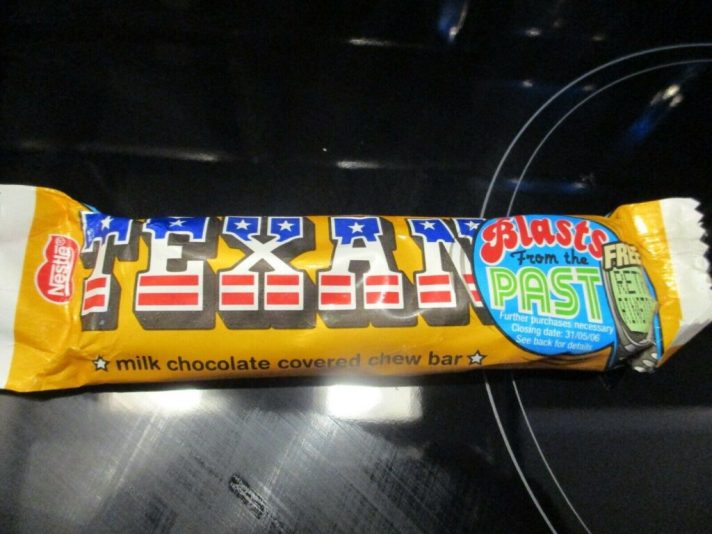 Nestlé
TEXAN
milk chocolate covered chew bar
Blasts
From the
PAST
Further purchases necessary
Closing date: 31/05/06
See back for details
FREE